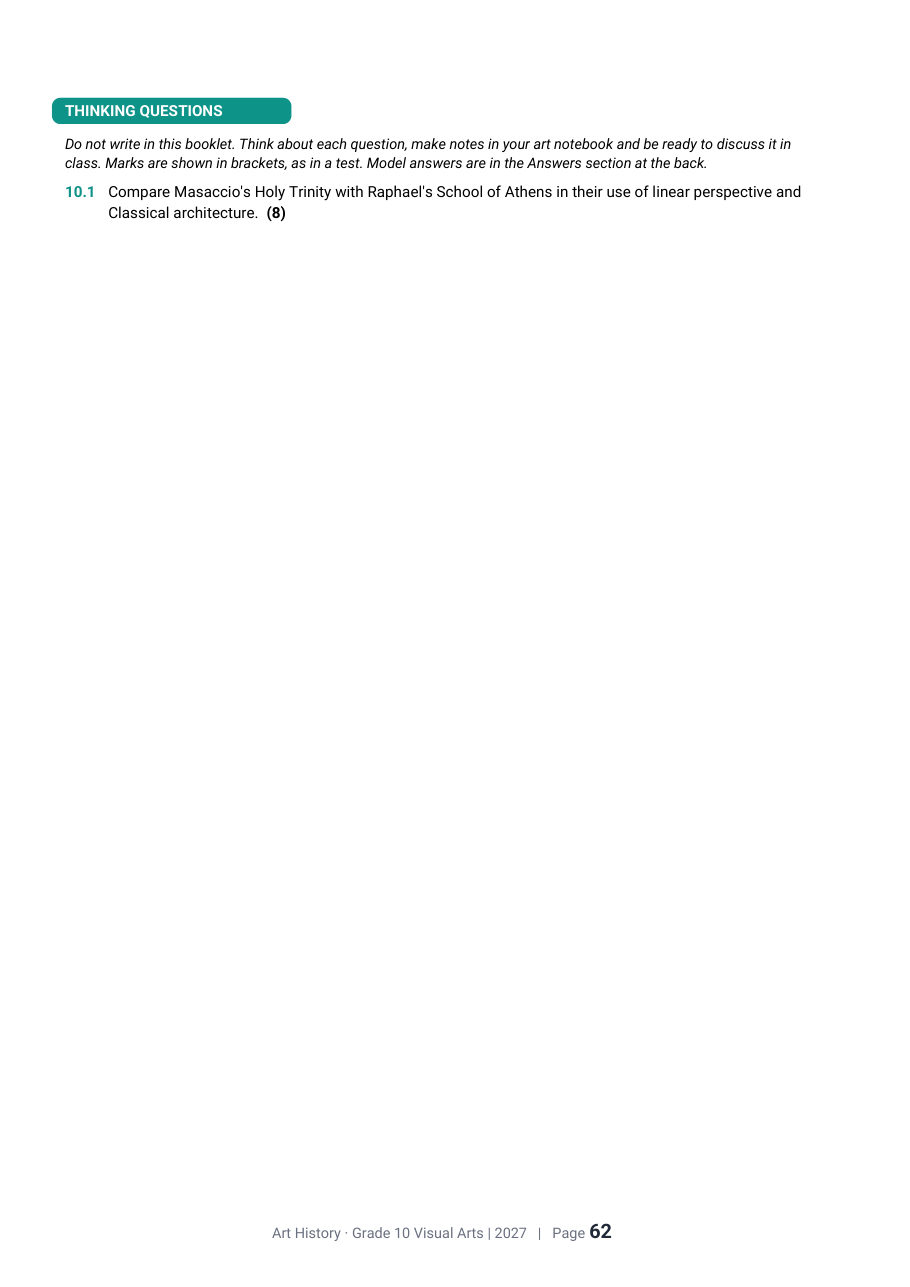 THINKING QUESTIONS
Do not write in this booklet. Think about each question, make notes in your art notebook and be ready to discuss it in
class. Marks are shown in brackets, as in a test. Model answers are in the Answers section at the back.
10.1 Compare Masaccio's Holy Trinity with Raphael's School of Athens in their use of linear perspective and
Classical architecture. (8)
Art History · Grade 10 Visual Arts | 2027 | Page 62